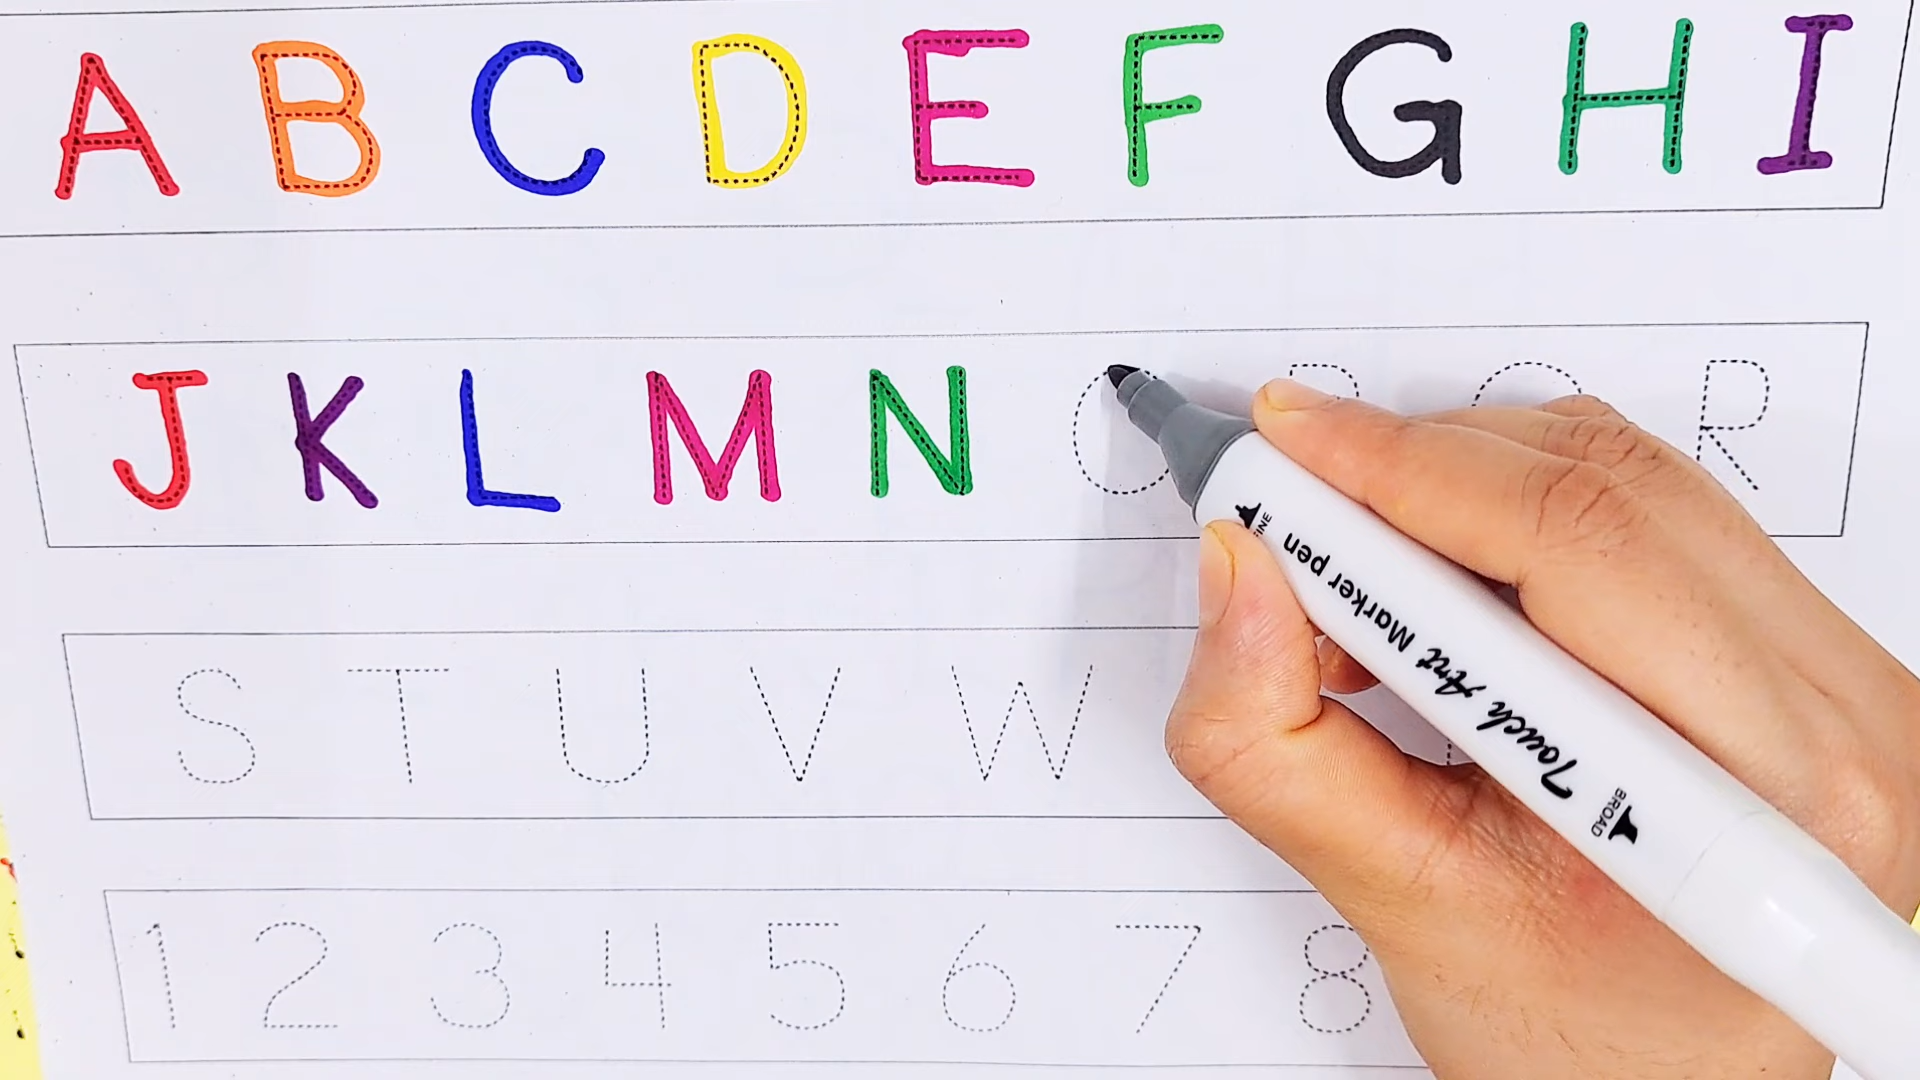 A B C D E F G H I
J K L M N O P Q R
S T U V W
1 2 3 4 5 6 7 8
FINE
Touch Art Marker pen
BROAD